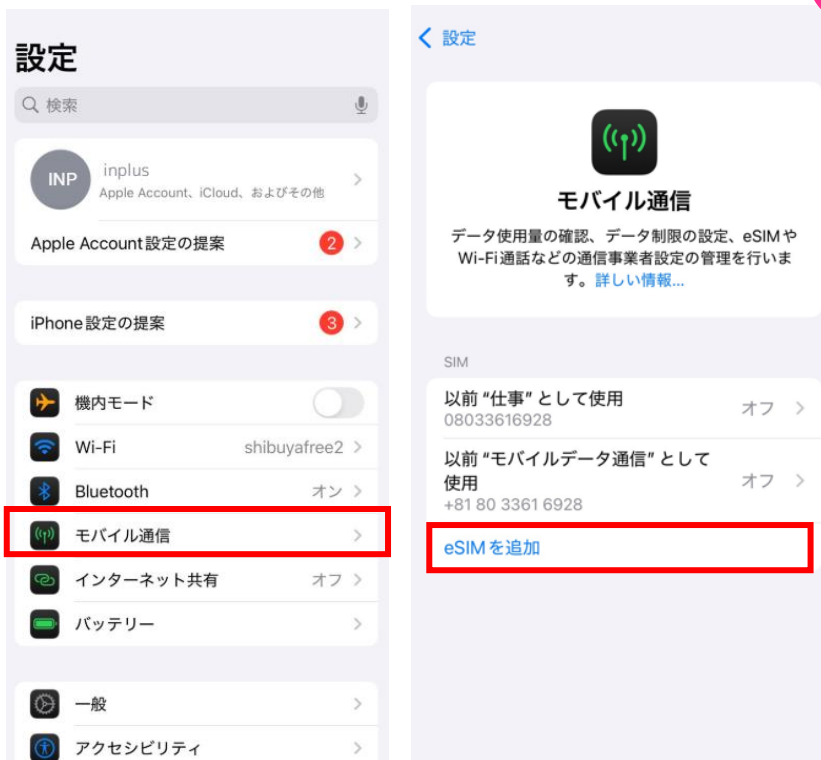 設定
検索
INP
inplus
Apple Account、iCloud、およびその他
Apple Account設定の提案
2
iPhone設定の提案
3
機内モード
Wi-Fi
shibuyafree2
Bluetooth
オン
モバイル通信
インターネット共有
オフ
バッテリー
一般
アクセシビリティ
設定
モバイル通信
データ使用量の確認、データ制限の設定、eSIMや
Wi-Fi通話などの通信事業者設定の管理を行いま
す。詳しい情報...
SIM
以前 “仕事” として使用
08033616928
オフ
以前 “モバイルデータ通信” として
使用
+81 80 3361 6928
オフ
eSIMを追加